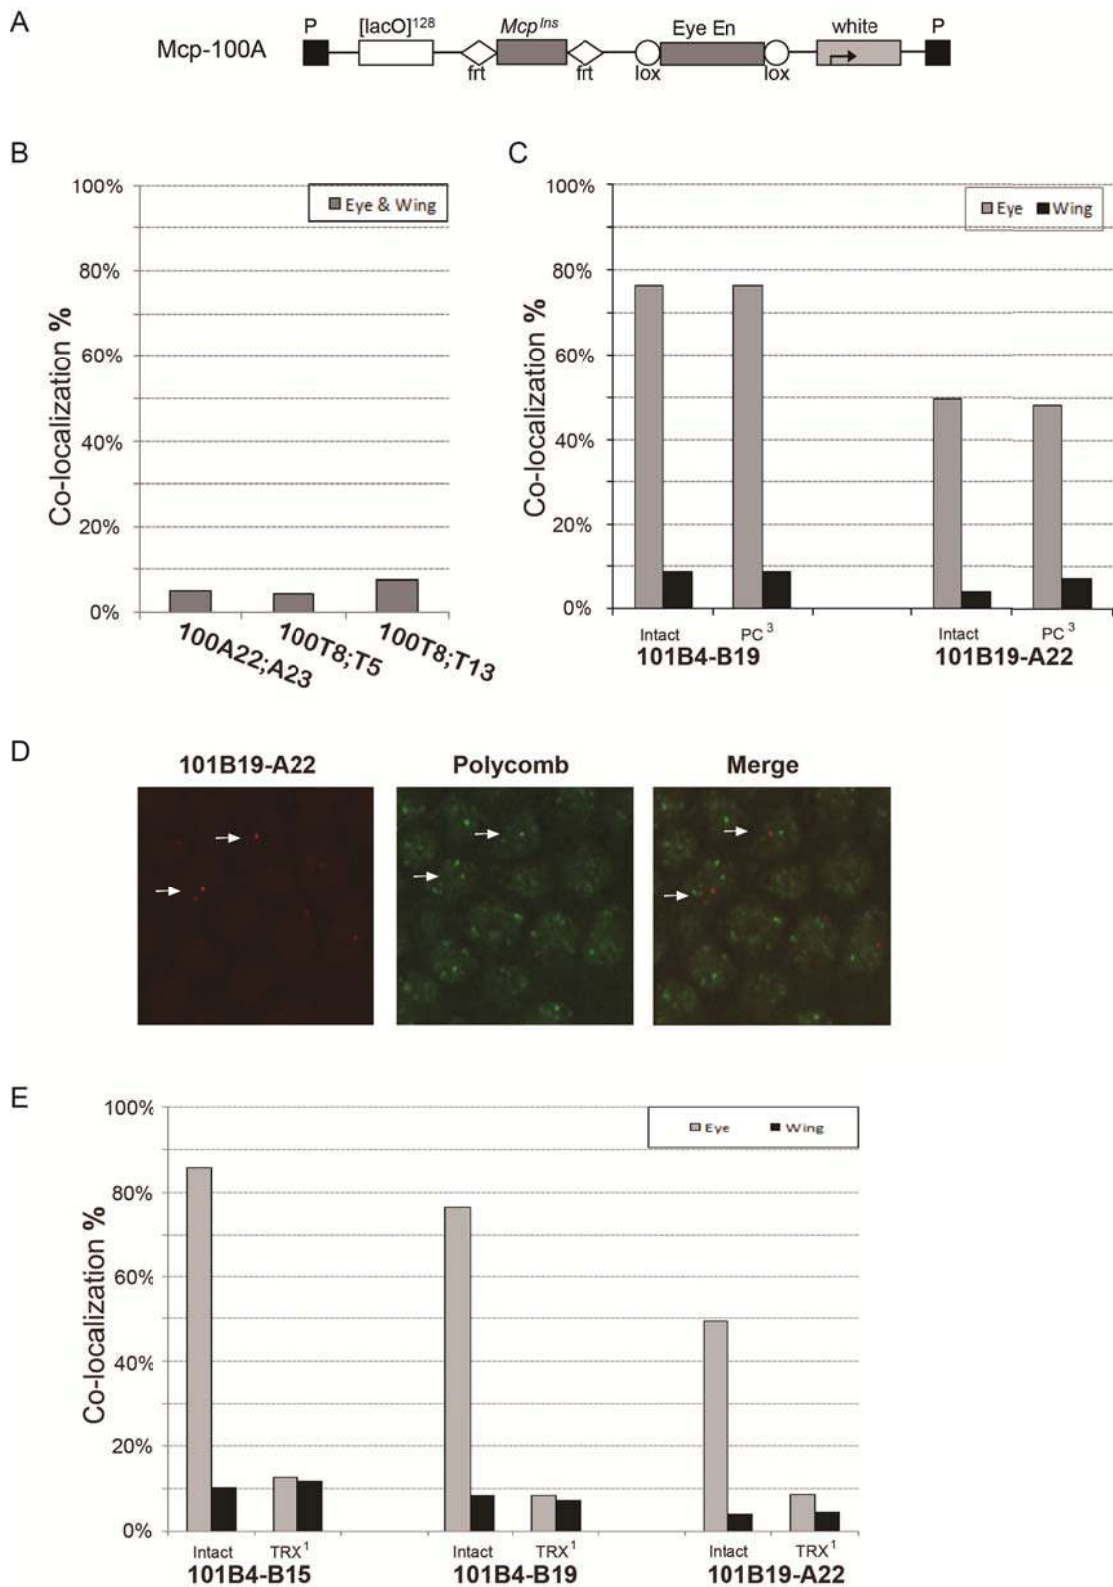 A
P [lacO]128 McpIns Eye En white P
Mcp-100A
frt frt lox lox
B
100%
80%
60%
40%
20%
0%
Co-localization %
Eye & Wing
100A22;A23 100T8;T5 100T8;T13
C
100%
80%
60%
40%
20%
0%
Co-localization %
Eye Wing
Intact PC3 Intact PC3
101B4-B19 101B19-A22
D
101B19-A22 Polycomb Merge
E
100%
80%
60%
40%
20%
0%
Co-localization %
Eye Wing
Intact TRX1 Intact TRX1 Intact TRX1
101B4-B15 101B4-B19 101B19-A22